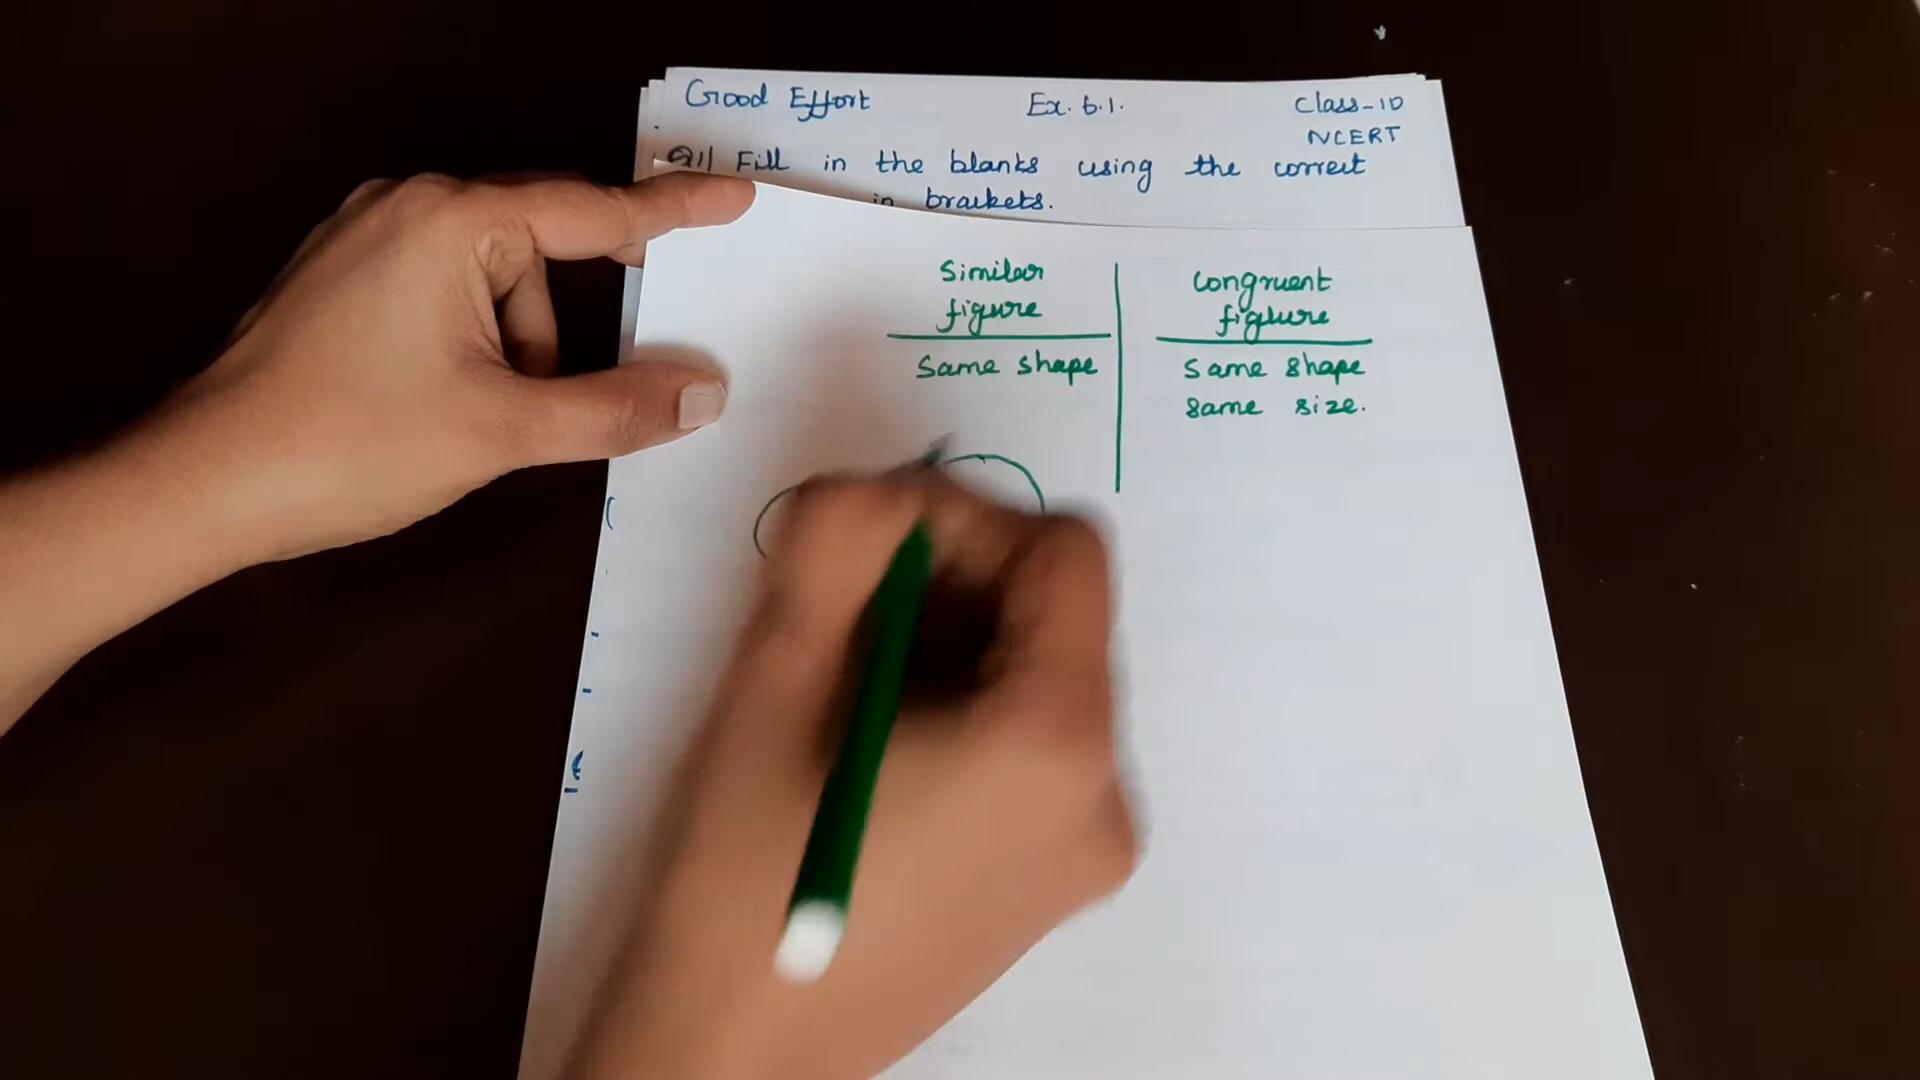 Good Effort Ex. 6.1. Class-10
NCERT
Q1) Fill in the blanks using the correct
in brackets.
Similar
figure
Same shape
Congruent
figure
Same shape
Same size.